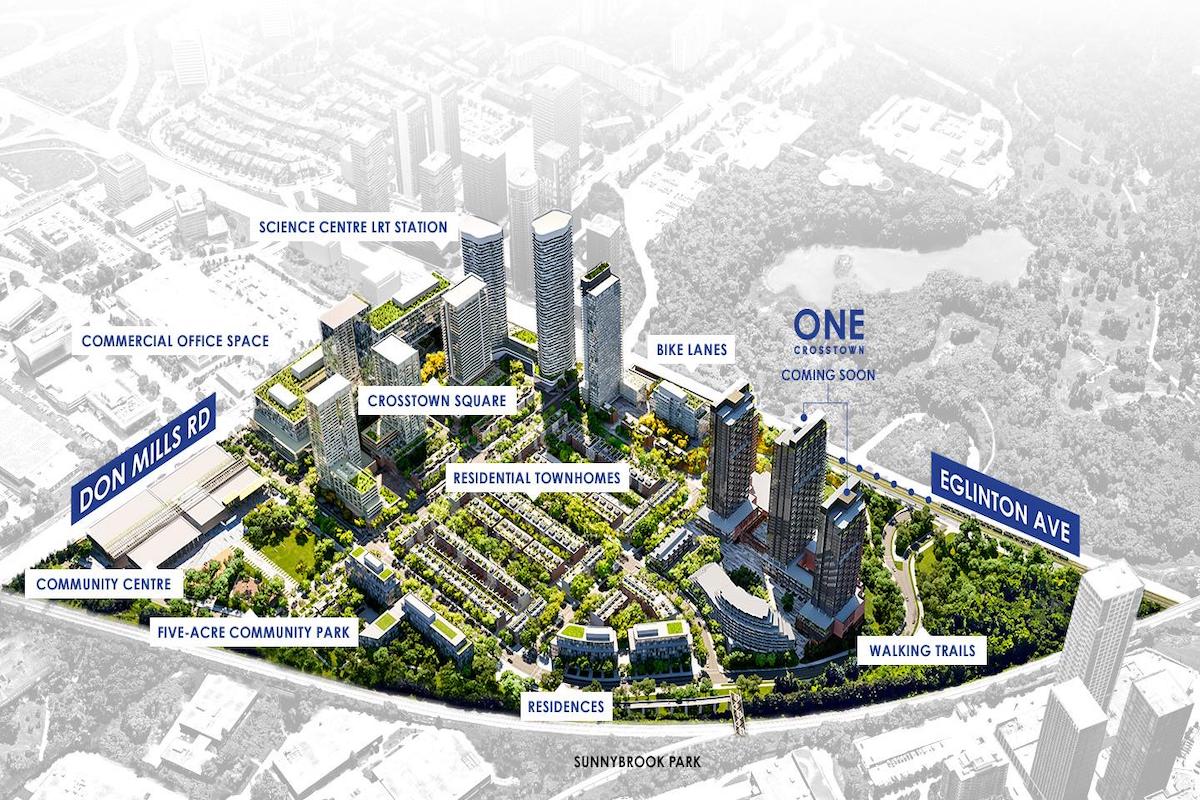 SCIENCE CENTRE LRT STATION
COMMERCIAL OFFICE SPACE
BIKE LANES
ONE
CROSSTOWN
COMING SOON
CROSSTOWN SQUARE
DON MILLS RD
RESIDENTIAL TOWNHOMES
EGLINTON AVE
COMMUNITY CENTRE
FIVE-ACRE COMMUNITY PARK
WALKING TRAILS
RESIDENCES
SUNNYBROOK PARK